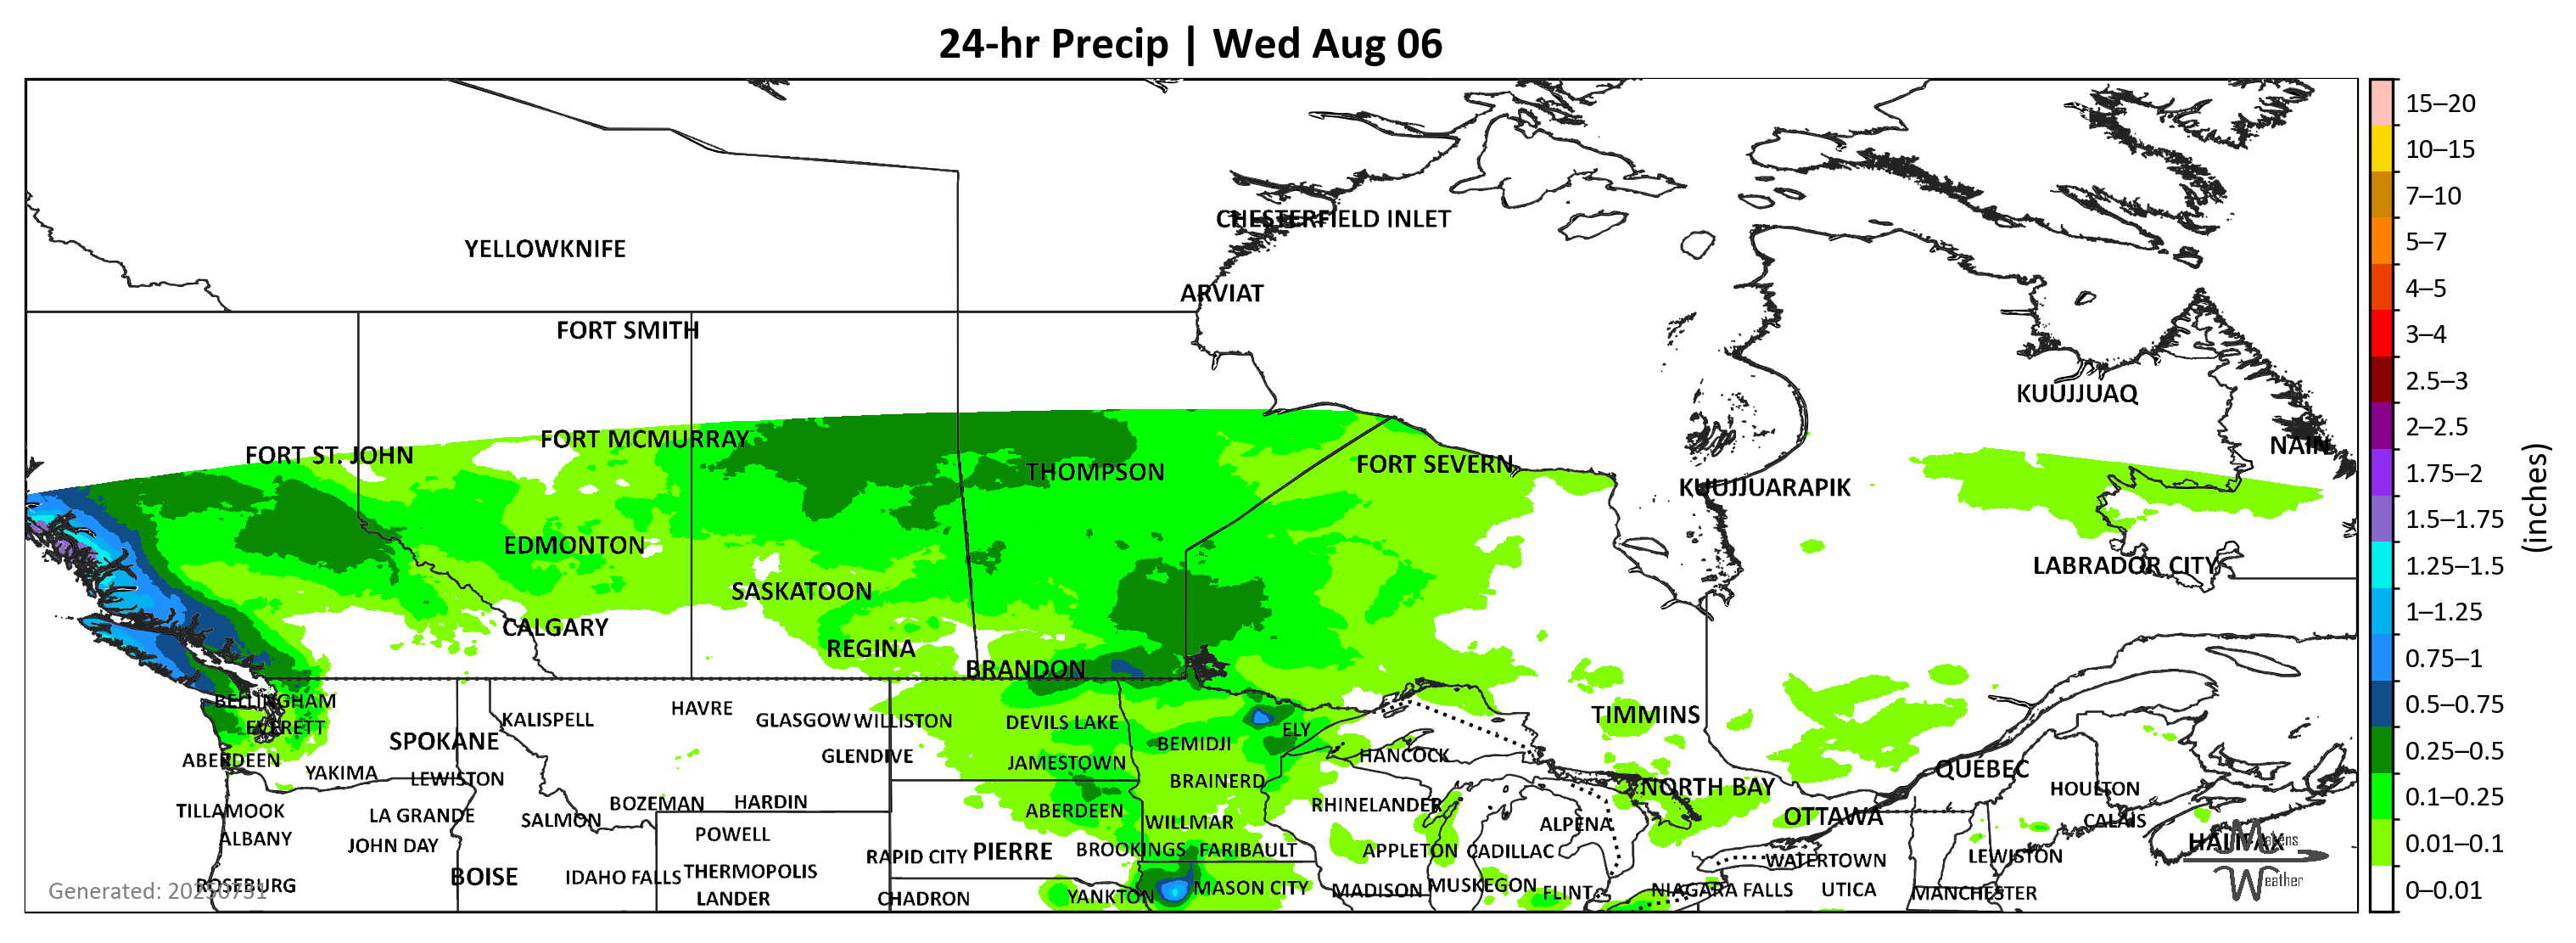 24-hr Precip | Wed Aug 06
CHESTERFIELD INLET
YELLOWKNIFE
ARVIAT
FORT SMITH
KUUJJUAQ
FORT MCMURRAY
NAIN
FORT ST. JOHN
FORT SEVERN
THOMPSON
KUUJJUARAPIK
EDMONTON
LABRADOR CITY
SASKATOON
CALGARY
REGINA
BRANDON
BELLINGHAM
HAVRE
TIMMINS
KALISPELL
GLASGOW
WILLISTON
DEVILS LAKE
EVERETT
ELY
SPOKANE
BEMIDJI
HANCOCK
GLENDIVE
ABERDEEN
JAMESTOWN
QUÉBEC
YAKIMA
LEWISTON
BRAINERD
NORTH BAY
HOULTON
BOZEMAN
HARDIN
RHINELANDER
TILLAMOOK
LA GRANDE
ABERDEEN
OTTAWA
SALMON
WILLMAR
ALPENA
CALAIS
ALBANY
POWELL
HALIFAX
JOHN DAY
RAPID CITY
PIERRE
BROOKINGS
FARIBAULT
APPLETON
CADILLAC
WATERTOWN
LEWISTON
BOISE
IDAHO FALLS
THERMOPOLIS
ROSEBURG
MASON CITY
MADISON
MUSKEGON
FLINT
NIAGARA FALLS
UTICA
MANCHESTER
LANDER
CHADRON
YANKTON
Generated: 20250731
Weather
15–20
10–15
7–10
5–7
4–5
3–4
2.5–3
2–2.5
1.75–2
1.5–1.75
1.25–1.5
1–1.25
0.75–1
0.5–0.75
0.25–0.5
0.1–0.25
0.01–0.1
0–0.01
(inches)